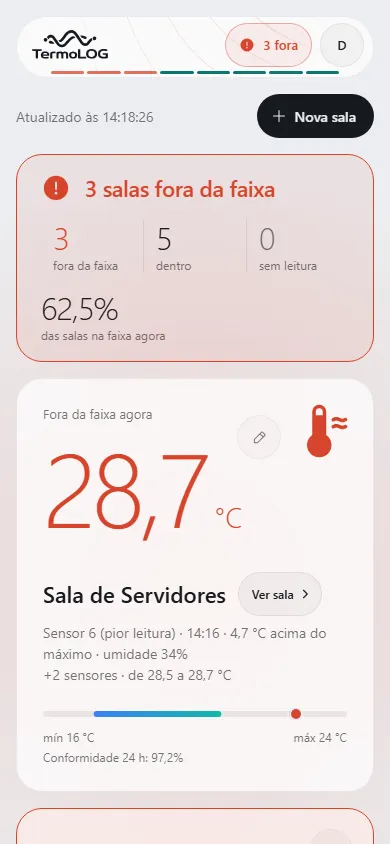 TermoLOG
3 fora
D
Atualizado às 14:18:26
Nova sala
3 salas fora da faixa
3
fora da faixa
5
dentro
0
sem leitura
62,5%
das salas na faixa agora
Fora da faixa agora
28,7 °C
Sala de Servidores
Ver sala
Sensor 6 (pior leitura) · 14:16 · 4,7 °C acima do
máximo · umidade 34%
+2 sensores · de 28,5 a 28,7 °C
mín 16 °C
máx 24 °C
Conformidade 24 h: 97,2%